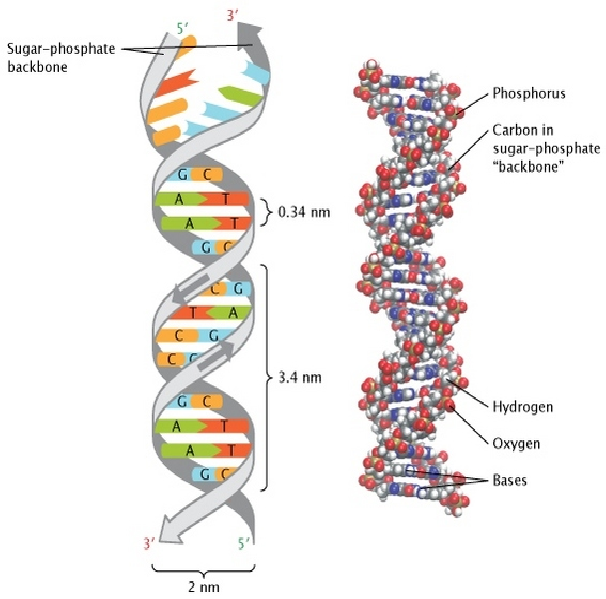 5′
3′
Sugar–phosphate
backbone
G C
A T
A T
G C
0.34 nm
C G
T A
C G
C G
3.4 nm
G C
A T
A T
G C
3′
5′
2 nm
Phosphorus
Carbon in
sugar–phosphate
“backbone”
Hydrogen
Oxygen
Bases